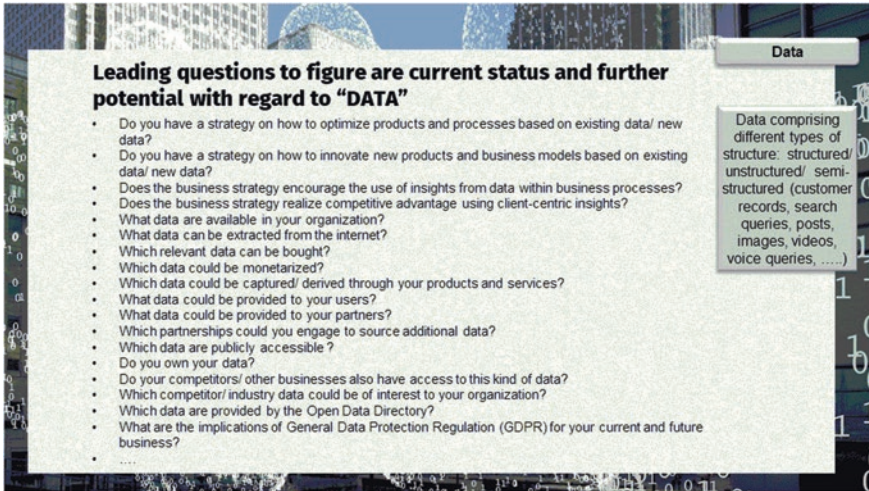 Leading questions to figure are current status and further
potential with regard to “DATA”
• Do you have a strategy on how to optimize products and processes based on existing data/ new
data?
• Do you have a strategy on how to innovate new products and business models based on existing
data/ new data?
• Does the business strategy encourage the use of insights from data within business processes?
• Does the business strategy realize competitive advantage using client-centric insights?
• What data are available in your organization?
• What data can be extracted from the internet?
• Which relevant data can be bought?
• Which data could be monetarized?
• Which data could be captured/ derived through your products and services?
• What data could be provided to your users?
• What data could be provided to your partners?
• Which partnerships could you engage to source additional data?
• Which data are publicly accessible ?
• Do you own your data?
• Do your competitors/ other businesses also have access to this kind of data?
• Which competitor/ industry data could be of interest to your organization?
• Which data are provided by the Open Data Directory?
• What are the implications of General Data Protection Regulation (GDPR) for your current and future
business?
• ....
Data
Data comprising
different types of
structure: structured/
unstructured/ semi-
structured (customer
records, search
queries, posts,
images, videos,
voice queries, .....)